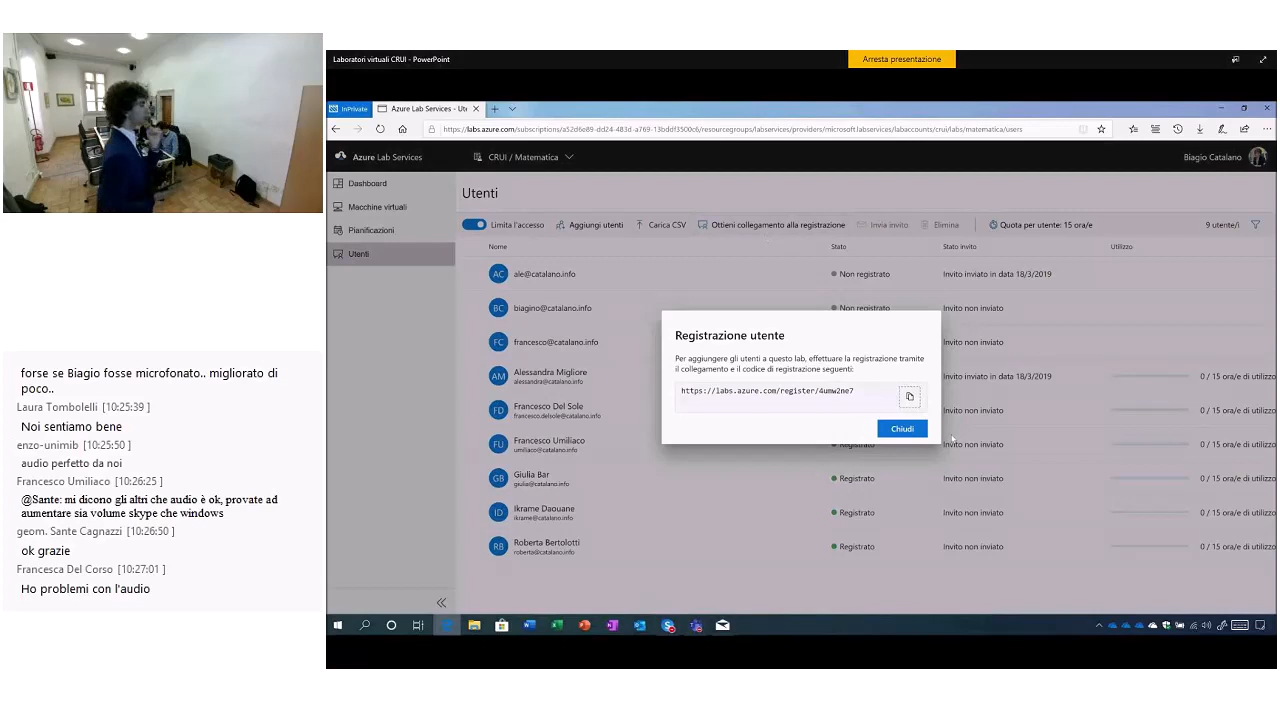 forse se Biagio fosse microfonato.. migliorato di
poco..
Laura Tombolelli [10:25:39 ]
Noi sentiamo bene
enzo-unimib [10:25:50 ]
audio perfetto da noi
Francesco Umiliaco [10:26:25 ]
@Sante: mi dicono gli altri che audio è ok, provate ad
aumentare sia volume skype che windows
geom. Sante Cagnazzi [10:26:50 ]
ok grazie
Francesca Del Corso [10:27:01 ]
Ho problemi con l'audio
Laboratori virtuali CRUI - PowerPoint
Arresta presentazione
InPrivate
Azure Lab Services - Ute
https://labs.azure.com/subscriptions/a52d6e89-dd24-483d-a769-13bddf3500c6/resourcegroups/labservices/providers/microsoft.labservices/labaccounts/crui/labs/matematica/users
Azure Lab Services
CRUI / Matematica
Biagio Catalano
Dashboard
Macchine virtuali
Pianificazioni
Utenti
Utenti
Limita l'accesso
Aggiungi utenti
Carica CSV
Ottieni collegamento alla registrazione
Invia invito
Elimina
Quota per utente: 15 ora/e
9 utente/i
Nome
Stato
Stato invito
Utilizzo
AC ale@catalano.info Non registrato Invito inviato in data 18/3/2019
BC biagino@catalano.info Non registrato Invito non inviato
FC francesco@catalano.info Invito non inviato
AM Alessandra Migliore Invito inviato in data 18/3/2019 0 / 15 ora/e di utilizzo
alessandra@catalano.info
FD Francesco Del Sole Invito non inviato 0 / 15 ora/e di utilizzo
francesco.delsole@catalano.info
FU Francesco Umiliaco Registrato Invito non inviato 0 / 15 ora/e di utilizzo
umiliaco@catalano.info
GB Giulia Bar Registrato Invito non inviato 0 / 15 ora/e di utilizzo
giulia@catalano.info
ID Ikrame Daouane Registrato Invito non inviato 0 / 15 ora/e di utilizzo
ikrame@catalano.info
RB Roberta Bertolotti Registrato Invito non inviato 0 / 15 ora/e di utilizzo
roberta@catalano.info
Registrazione utente
Per aggiungere gli utenti a questo lab, effettuare la registrazione tramite
il collegamento e il codice di registrazione seguenti:
https://labs.azure.com/register/4umw2ne7
Chiudi